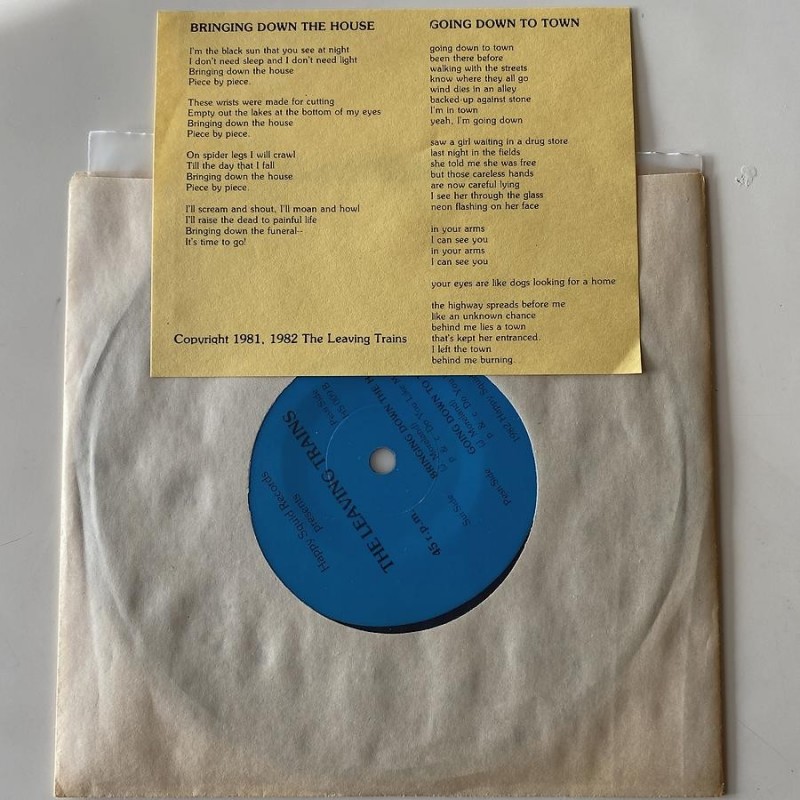 BRINGING DOWN THE HOUSE
I'm the black sun that you see at night
I don't need sleep and I don't need light
Bringing down the house
Piece by piece.
These wrists were made for cutting
Empty out the lakes at the bottom of my eyes
Bringing down the house
Piece by piece.
On spider legs I will crawl
Till the day that I fall
Bringing down the house
Piece by piece.
I'll scream and shout, I'll moan and howl
I'll raise the dead to painful life
Bringing down the funeral--
It's time to go!
Copyright 1981, 1982 The Leaving Trains
GOING DOWN TO TOWN
going down to town
been there before
walking with the streets
know where they all go
wind dies in an alley
backed-up against stone
I'm in town
yeah, I'm going down
saw a girl waiting in a drug store
last night in the fields
she told me she was free
but those careless hands
are now careful lying
I see her through the glass
neon flashing on her face
in your arms
I can see you
in your arms
I can see you
your eyes are like dogs looking for a home
the highway spreads before me
like an unknown chance
behind me lies a town
that's kept her entranced.
I left the town
behind me burning.
Happy Squid Records
presents
THE LEAVING TRAINS
45 r.p.m.
BRINGING DOWN THE
GOING DOWN TO